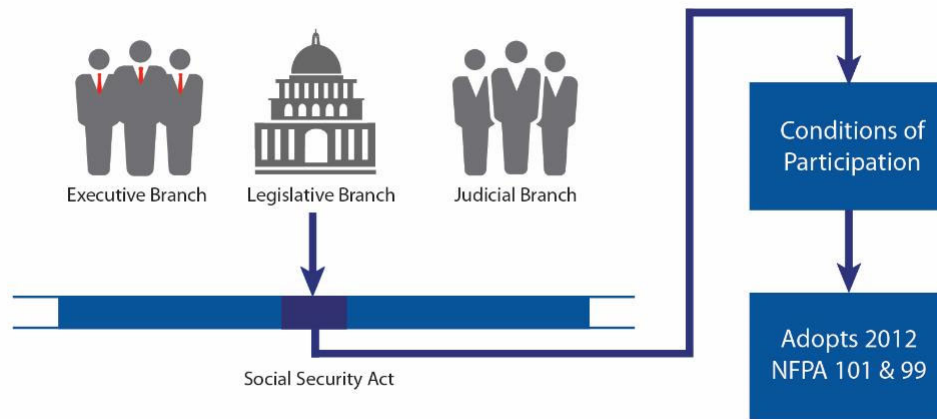 Executive Branch
Legislative Branch
Judicial Branch
Social Security Act
Conditions of
Participation
Adopts 2012
NFPA 101 & 99